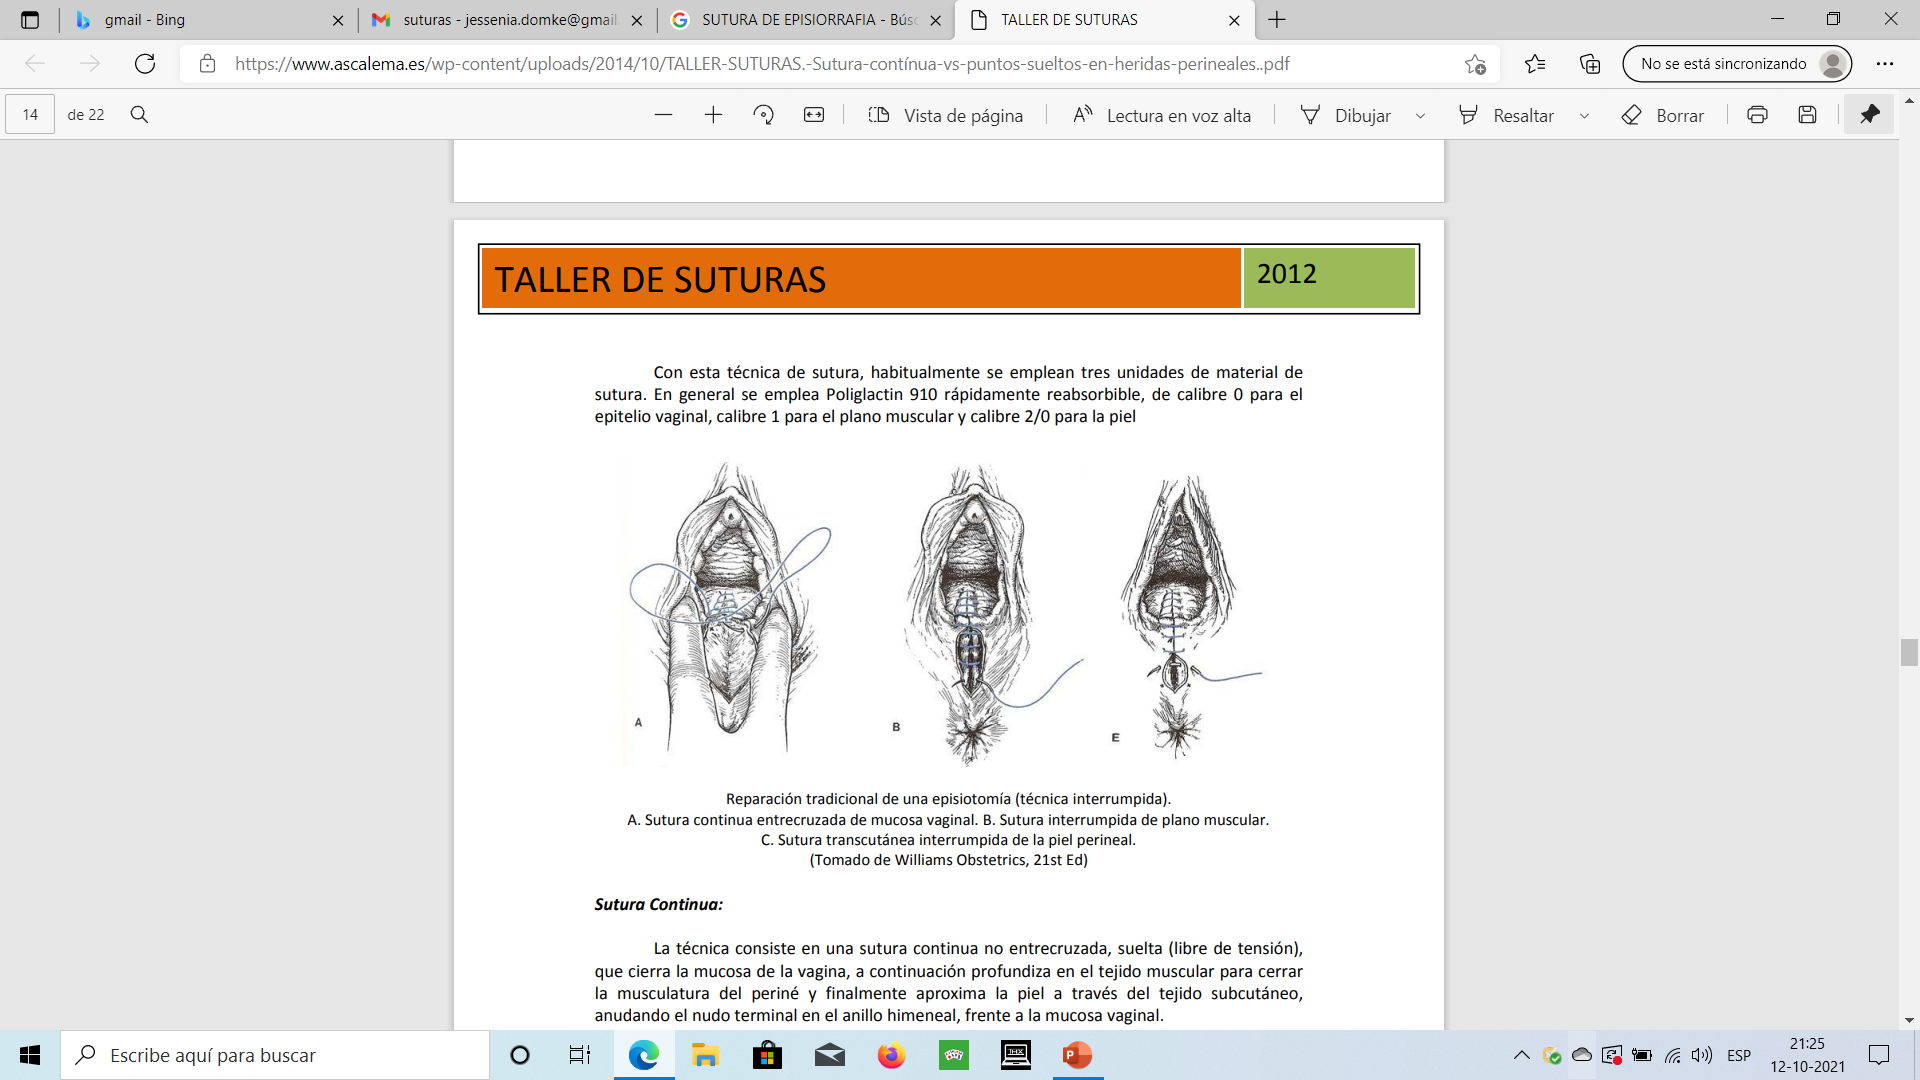 gmail - Bing
suturas - jessenia.domke@gmail
SUTURA DE EPISIORRAFIA - Búsc
TALLER DE SUTURAS
https://www.ascalema.es/wp-content/uploads/2014/10/TALLER-SUTURAS.-Sutura-contínua-vs-puntos-sueltos-en-heridas-perineales..pdf
No se está sincronizando
14 de 22
Vista de página
Lectura en voz alta
Dibujar
Resaltar
Borrar
TALLER DE SUTURAS
2012
Con esta técnica de sutura, habitualmente se emplean tres unidades de material de
sutura. En general se emplea Poliglactin 910 rápidamente reabsorbible, de calibre 0 para el
epitelio vaginal, calibre 1 para el plano muscular y calibre 2/0 para la piel
A
B
E
Reparación tradicional de una episiotomía (técnica interrumpida).
A. Sutura continua entrecruzada de mucosa vaginal. B. Sutura interrumpida de plano muscular.
C. Sutura transcutánea interrumpida de la piel perineal.
(Tomado de Williams Obstetrics, 21st Ed)
Sutura Continua:
La técnica consiste en una sutura continua no entrecruzada, suelta (libre de tensión),
que cierra la mucosa de la vagina, a continuación profundiza en el tejido muscular para cerrar
la musculatura del periné y finalmente aproxima la piel a través del tejido subcutáneo,
anudando el nudo terminal en el anillo himeneal, frente a la mucosa vaginal.
Escribe aquí para buscar
ESP
21:25
12-10-2021